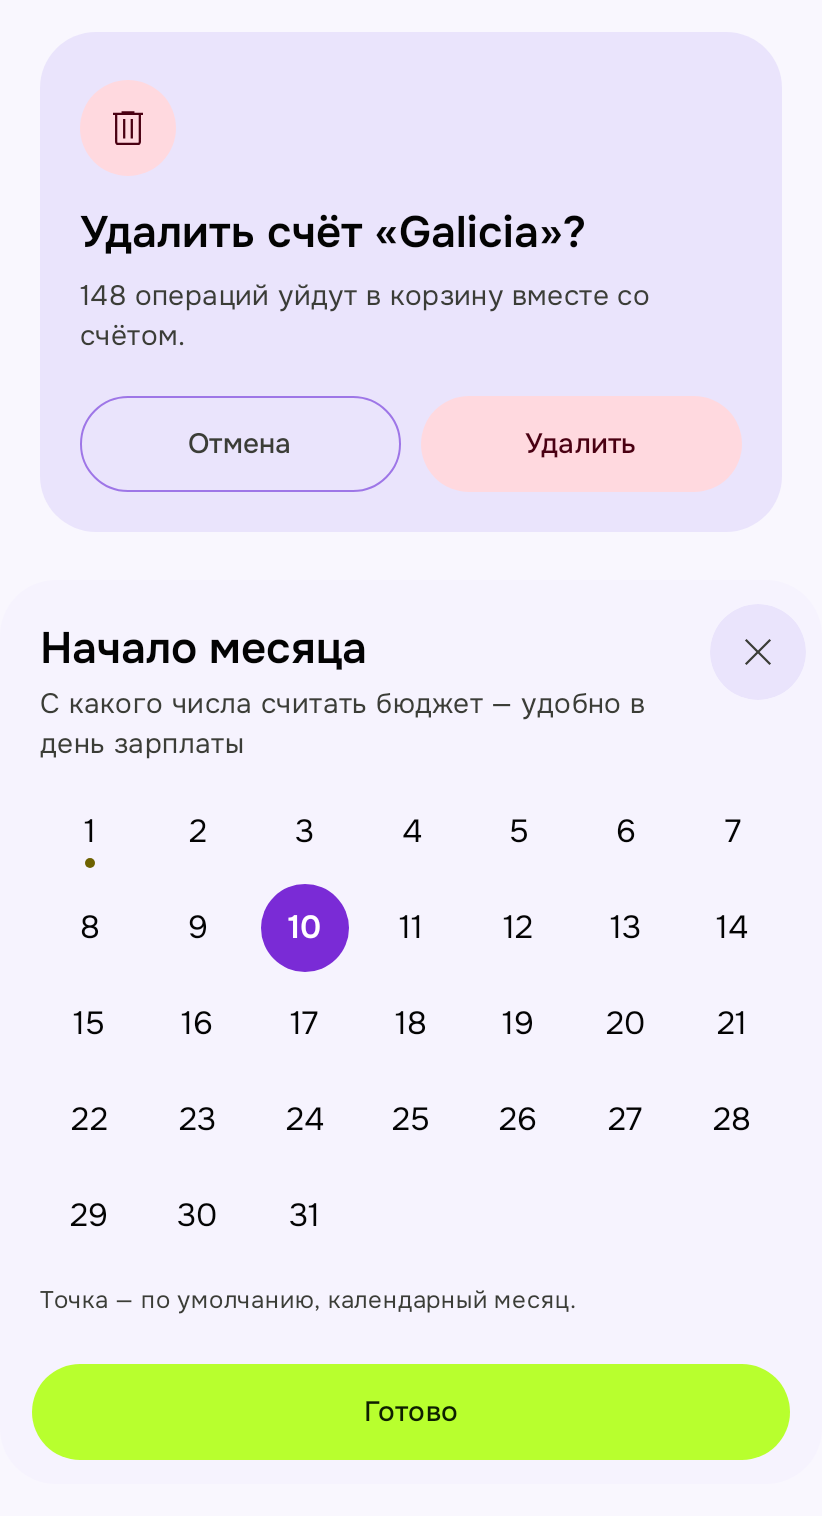 Удалить счёт «Galicia»?
148 операций уйдут в корзину вместе со
счётом.
Отмена
Удалить
Начало месяца
С какого числа считать бюджет — удобно в
день зарплаты
1 2 3 4 5 6 7
8 9 10 11 12 13 14
15 16 17 18 19 20 21
22 23 24 25 26 27 28
29 30 31
Точка — по умолчанию, календарный месяц.
Готово